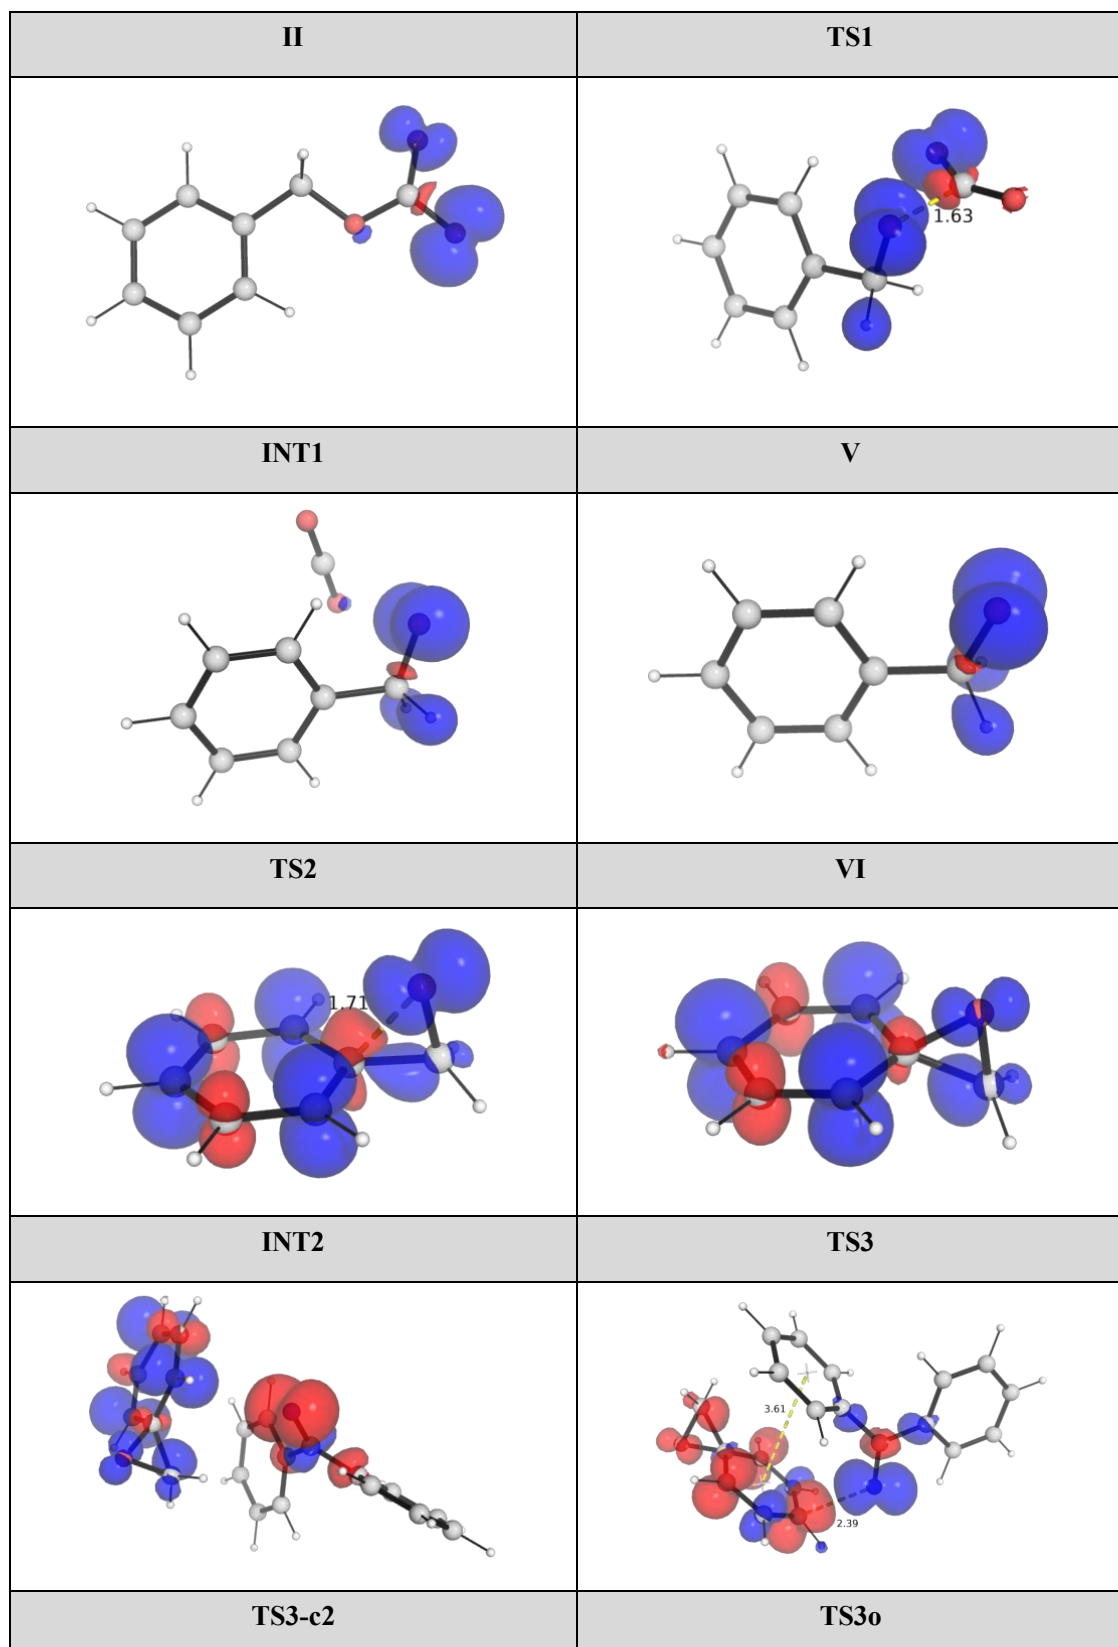 II
TS1
1.63
INT1
V
TS2
VI
1.71
INT2
TS3
3.61
2.39
TS3-c2
TS3o